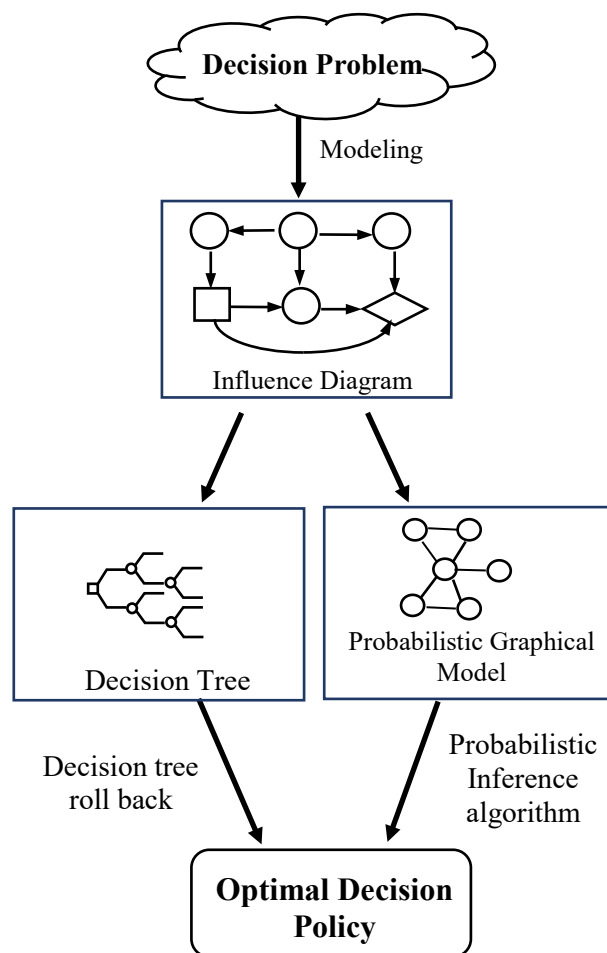 Decision Problem
Modeling
Influence Diagram
Decision Tree
Probabilistic Graphical
Model
Decision tree
roll back
Probabilistic
Inference
algorithm
Optimal Decision
Policy